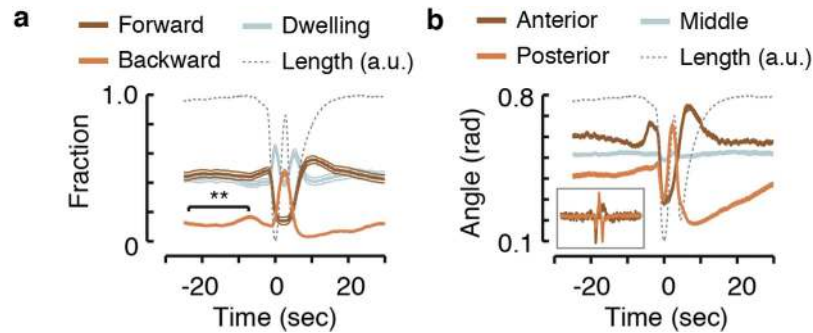 a
Forward
Dwelling
Backward
Length (a.u.)
1.0
Fraction
**
0
-20
0
20
Time (sec)
b
Anterior
Middle
Posterior
Length (a.u.)
0.8
Angle (rad)
0.1
-20
0
20
Time (sec)